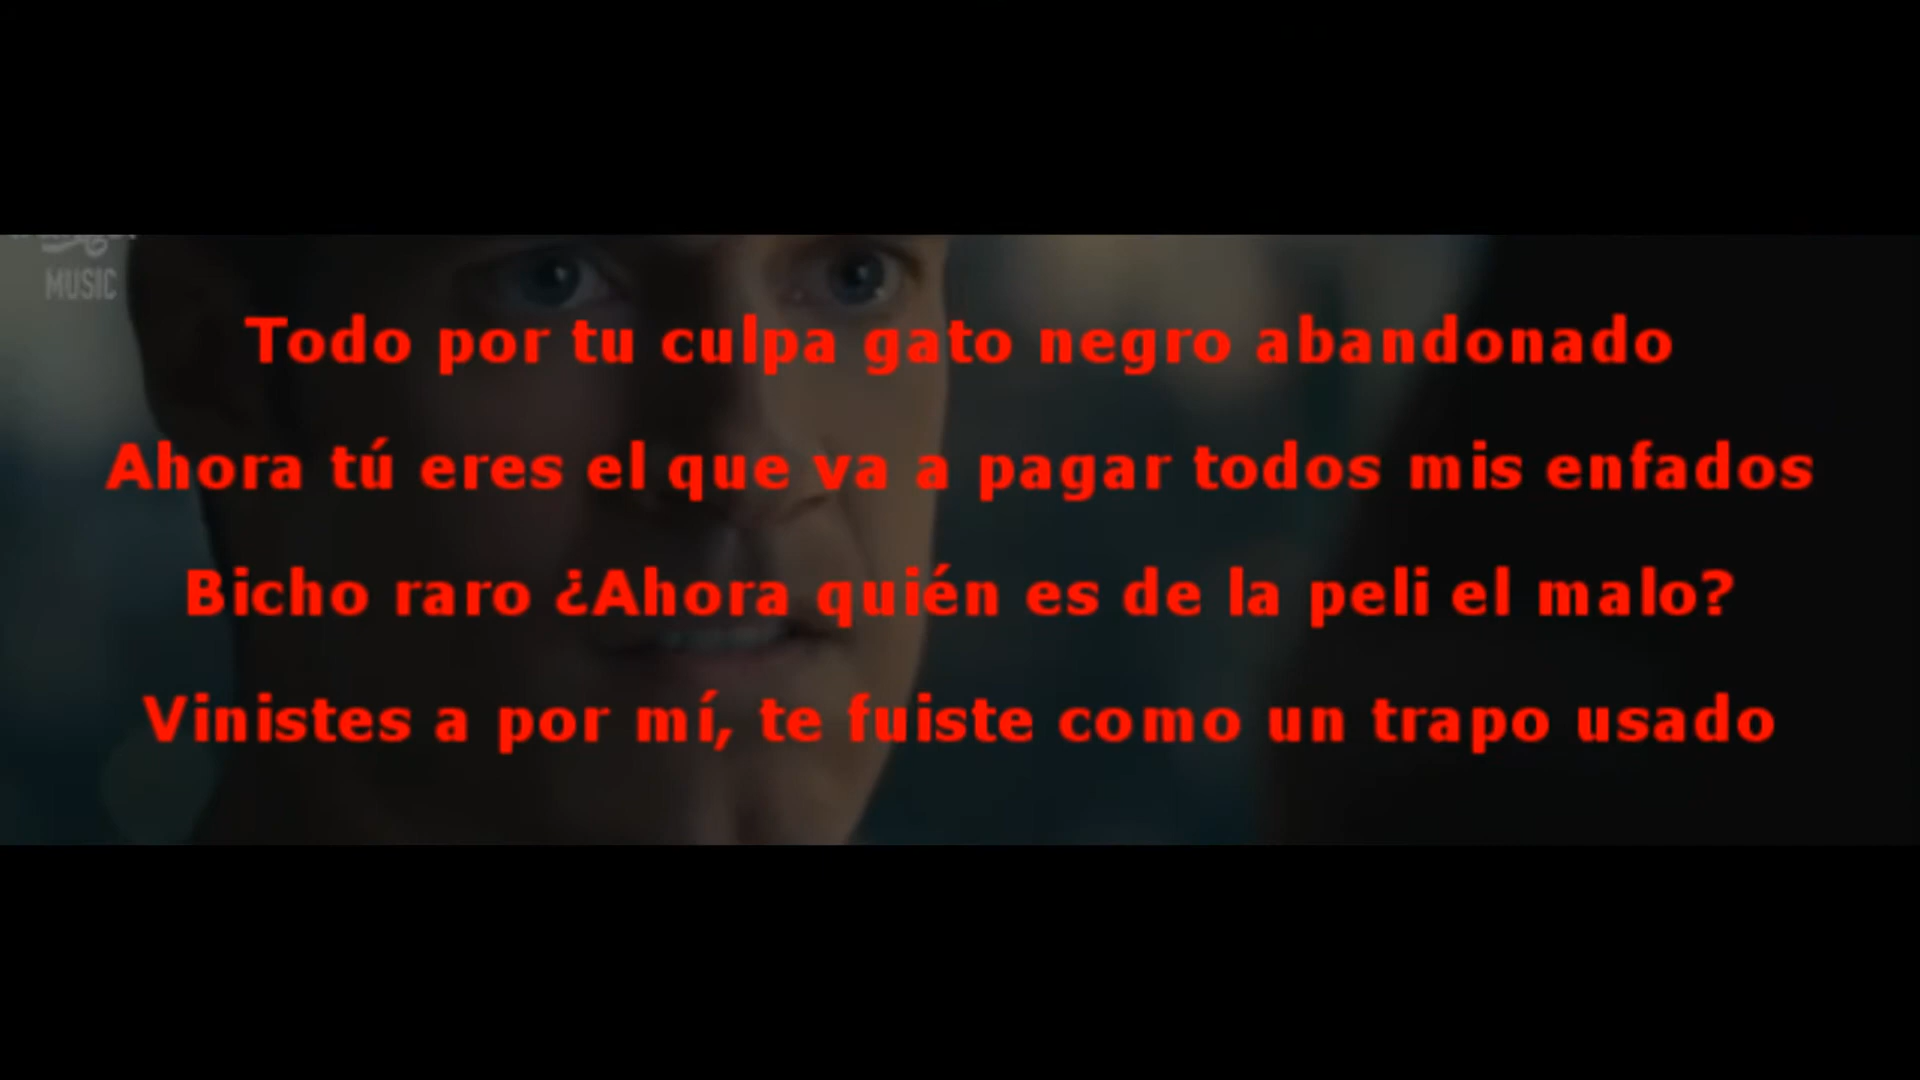 MUSIC
Todo por tu culpa gato negro abandonado
Ahora tú eres el que va a pagar todos mis enfados
Bicho raro ¿Ahora quién es de la peli el malo?
Vinistes a por mí, te fuiste como un trapo usado